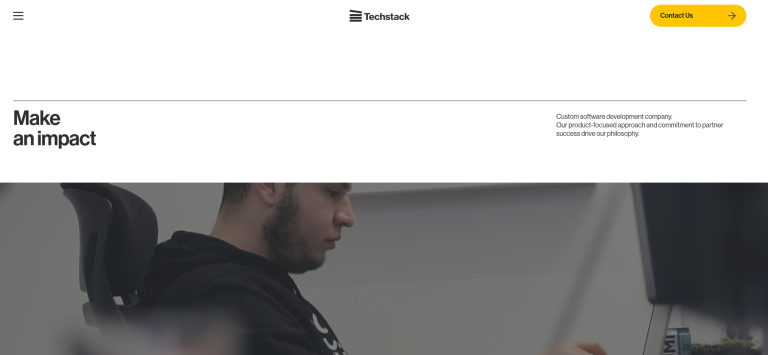 Techstack
Contact Us
Make
an impact
Custom software development company.
Our product-focused approach and commitment to partner
success drive our philosophy.